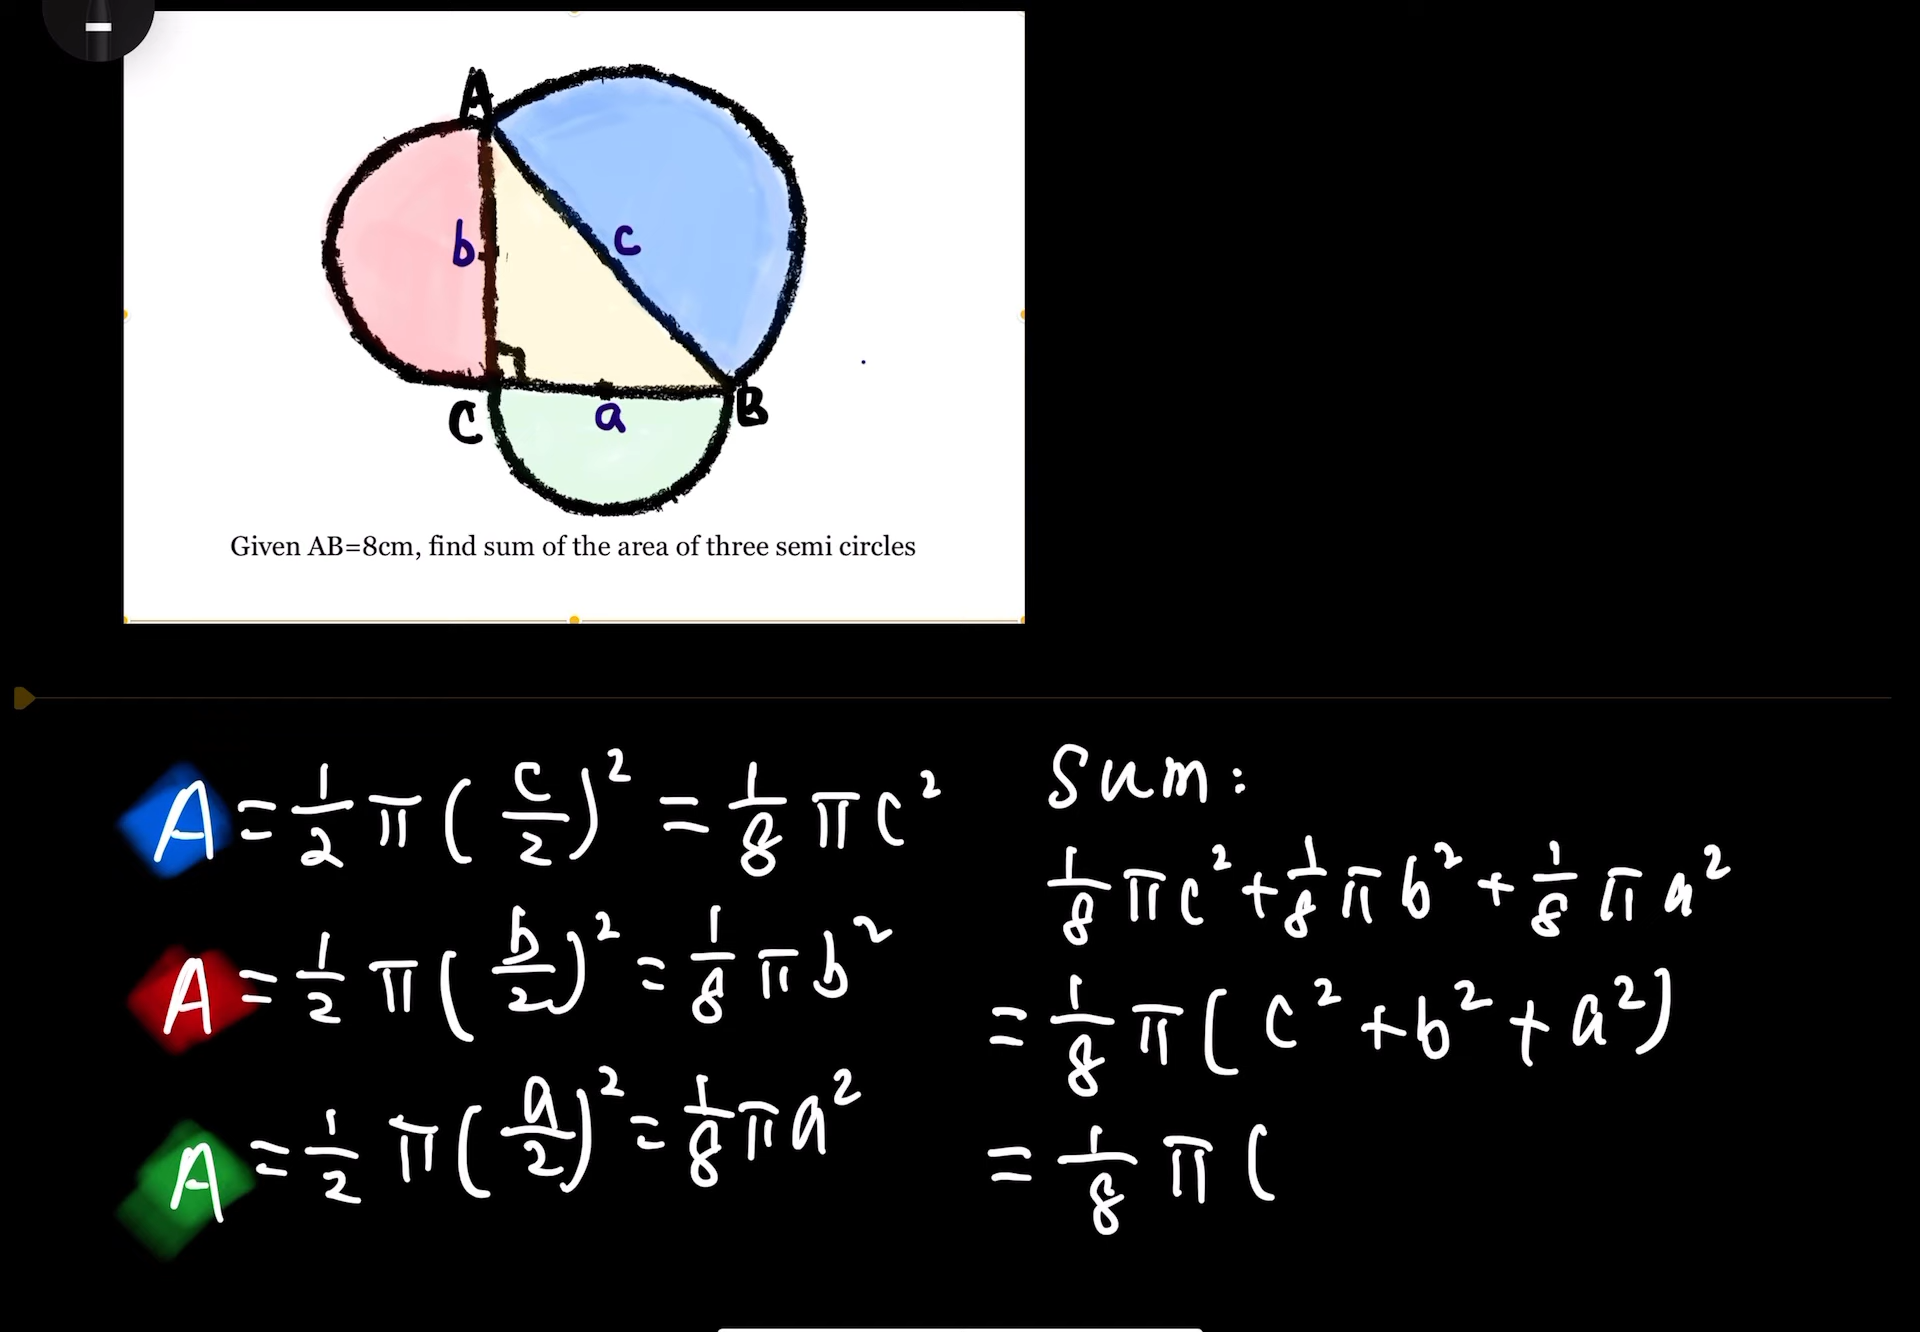 A
b
c
C
a
B
Given AB=8cm, find sum of the area of three semi circles
A = 1/2 π (c/2)² = 1/8 π c²
A = 1/2 π (b/2)² = 1/8 π b²
A = 1/2 π (a/2)² = 1/8 π a²
Sum:
1/8 π c² + 1/8 π b² + 1/8 π a²
= 1/8 π ( c² + b² + a²)
= 1/8 π (